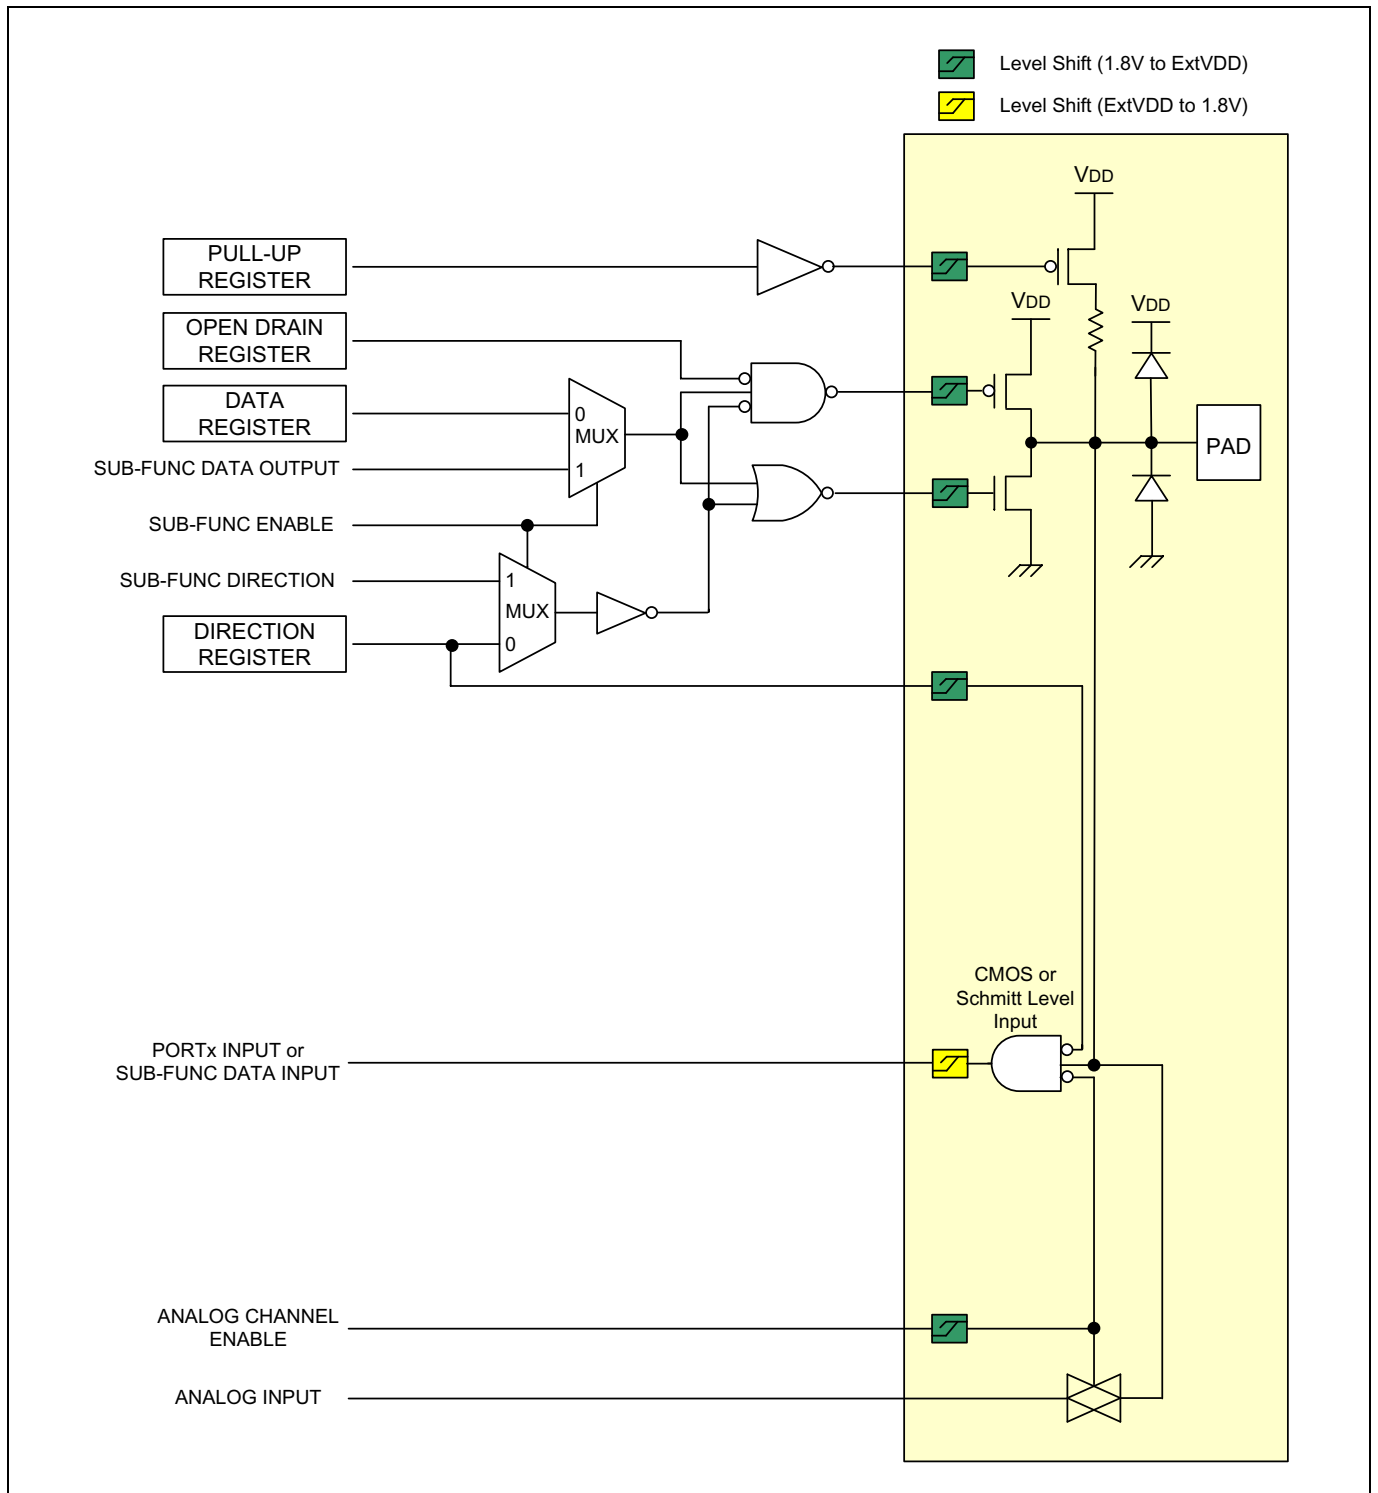 Level Shift (1.8V to ExtVDD)
Level Shift (ExtVDD to 1.8V)
VDD
PULL-UP
REGISTER
VDD
VDD
OPEN DRAIN
REGISTER
DATA
REGISTER
0
MUX
1
PAD
SUB-FUNC DATA OUTPUT
SUB-FUNC ENABLE
SUB-FUNC DIRECTION
1
MUX
0
DIRECTION
REGISTER
CMOS or
Schmitt Level
Input
PORTx INPUT or
SUB-FUNC DATA INPUT
ANALOG CHANNEL
ENABLE
ANALOG INPUT